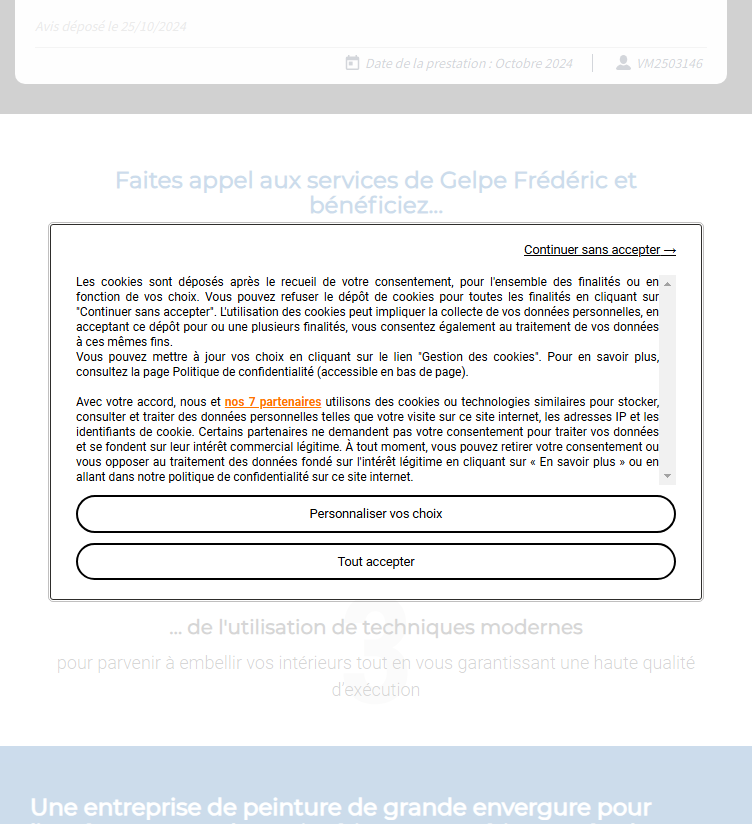 Avis déposé le 25/10/2024
Date de la prestation : Octobre 2024
VM2503146
Faites appel aux services de Gelpe Frédéric et
bénéficiez...
Continuer sans accepter →
Les cookies sont déposés après le recueil de votre consentement, pour l'ensemble des finalités ou en
fonction de vos choix. Vous pouvez refuser le dépôt de cookies pour toutes les finalités en cliquant sur
"Continuer sans accepter". L'utilisation des cookies peut impliquer la collecte de vos données personnelles, en
acceptant ce dépôt pour ou une plusieurs finalités, vous consentez également au traitement de vos données
à ces mêmes fins.
Vous pouvez mettre à jour vos choix en cliquant sur le lien "Gestion des cookies". Pour en savoir plus,
consultez la page Politique de confidentialité (accessible en bas de page).
Avec votre accord, nous et nos 7 partenaires utilisons des cookies ou technologies similaires pour stocker,
consulter et traiter des données personnelles telles que votre visite sur ce site internet, les adresses IP et les
identifiants de cookie. Certains partenaires ne demandent pas votre consentement pour traiter vos données
et se fondent sur leur intérêt commercial légitime. À tout moment, vous pouvez retirer votre consentement ou
vous opposer au traitement des données fondé sur l'intérêt légitime en cliquant sur « En savoir plus » ou en
allant dans notre politique de confidentialité sur ce site internet.
Personnaliser vos choix
Tout accepter
3
... de l'utilisation de techniques modernes
pour parvenir à embellir vos intérieurs tout en vous garantissant une haute qualité
d'exécution
Une entreprise de peinture de grande envergure pour